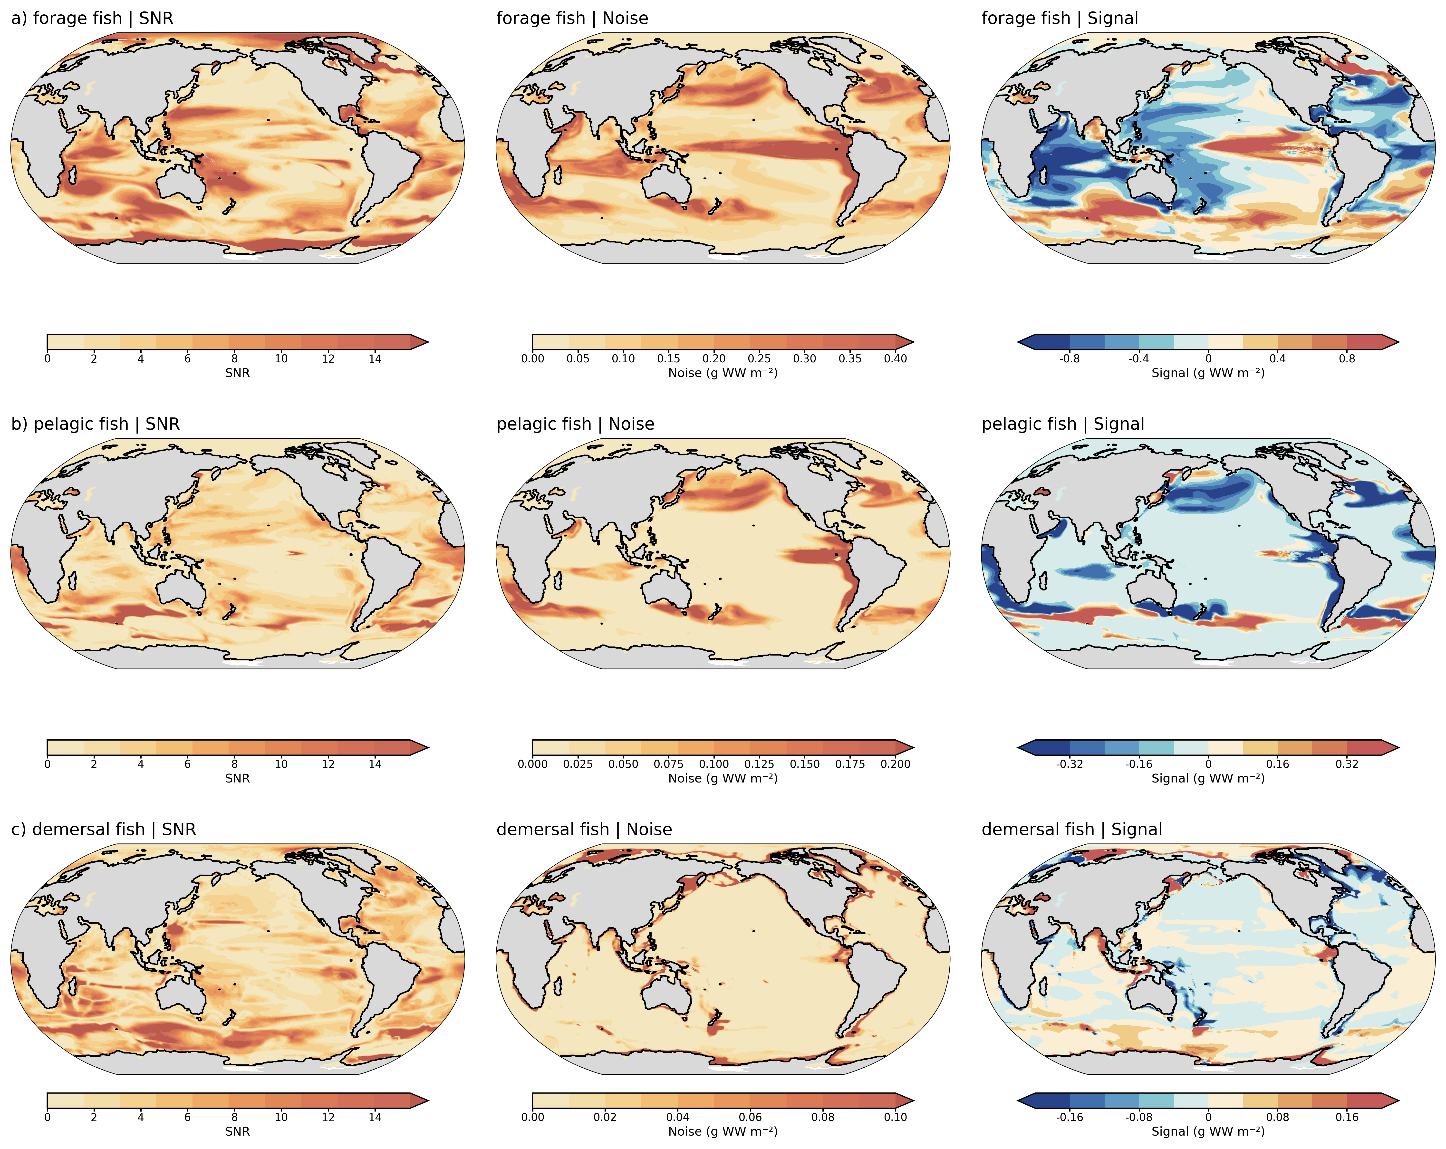 a) forage fish | SNR
forage fish | Noise
forage fish | Signal
0 2 4 6 8 10 12 14
SNR
0.00 0.05 0.10 0.15 0.20 0.25 0.30 0.35 0.40
Noise (g WW m⁻²)
-0.8 -0.4 0 0.4 0.8
Signal (g WW m⁻²)
b) pelagic fish | SNR
pelagic fish | Noise
pelagic fish | Signal
0 2 4 6 8 10 12 14
SNR
0.000 0.025 0.050 0.075 0.100 0.125 0.150 0.175 0.200
Noise (g WW m⁻²)
-0.32 -0.16 0 0.16 0.32
Signal (g WW m⁻²)
c) demersal fish | SNR
demersal fish | Noise
demersal fish | Signal
0 2 4 6 8 10 12 14
SNR
0.00 0.02 0.04 0.06 0.08 0.10
Noise (g WW m⁻²)
-0.16 -0.08 0 0.08 0.16
Signal (g WW m⁻²)